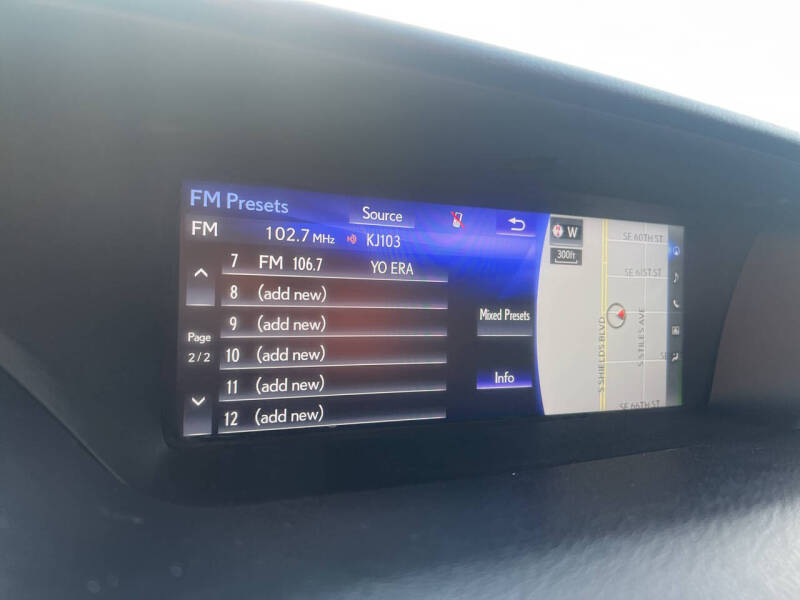 FM Presets
Source
FM 102.7 MHz KJ103
7 FM 106.7 YO ERA
8 (add new)
9 (add new)
10 (add new)
11 (add new)
12 (add new)
Page
2/2
Mixed Presets
Info
W
300ft
SE 60TH ST
SE 61ST ST
S SHIELDS BLVD
S STILES AVE
SE
SE 66TH ST